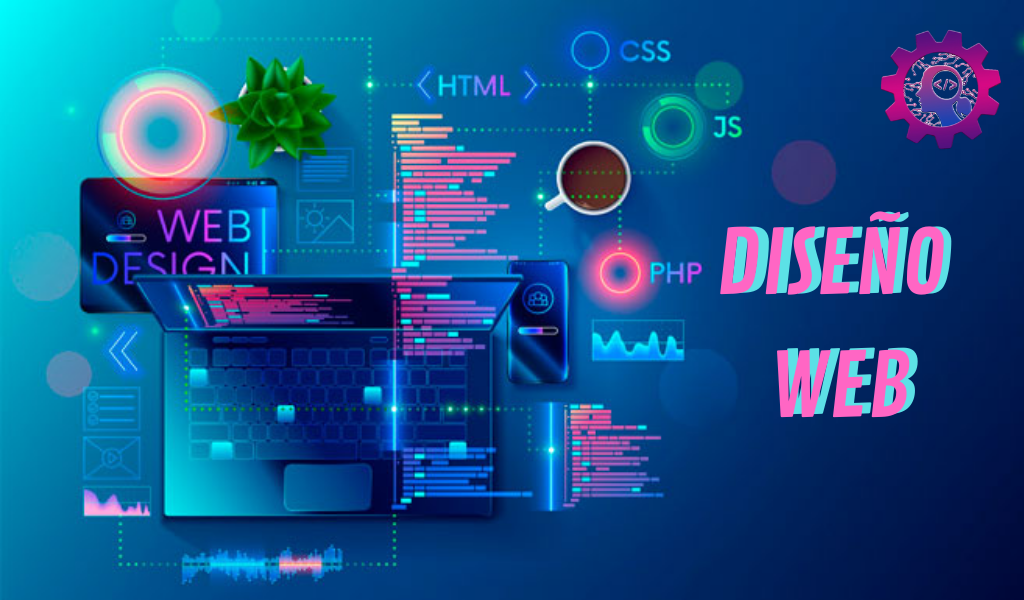 CSS
< HTML >
JS
WEB
DESIGN
PHP
DISEÑO
WEB
</>